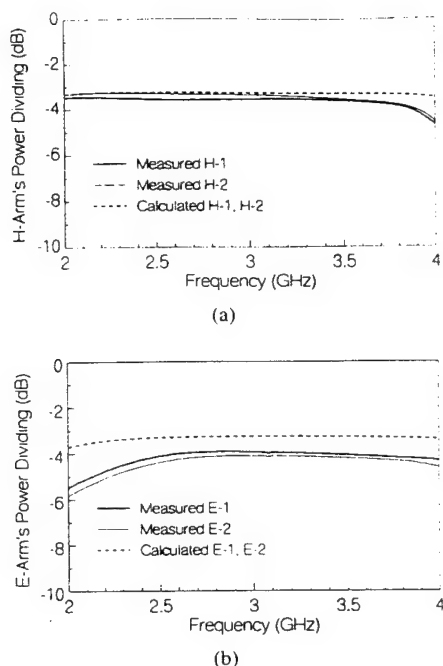 0
-2
-4
-6
-8
-10
H-Arm's Power Dividing (dB)
Measured H-1
Measured H-2
Calculated H-1, H-2
2 2.5 3 3.5 4
Frequency (GHz)
(a)
0
-2
-4
-6
-8
-10
E-Arm's Power Dividing (dB)
Measured E-1
Measured E-2
Calculated E-1, E-2
2 2.5 3 3.5 4
Frequency (GHz)
(b)